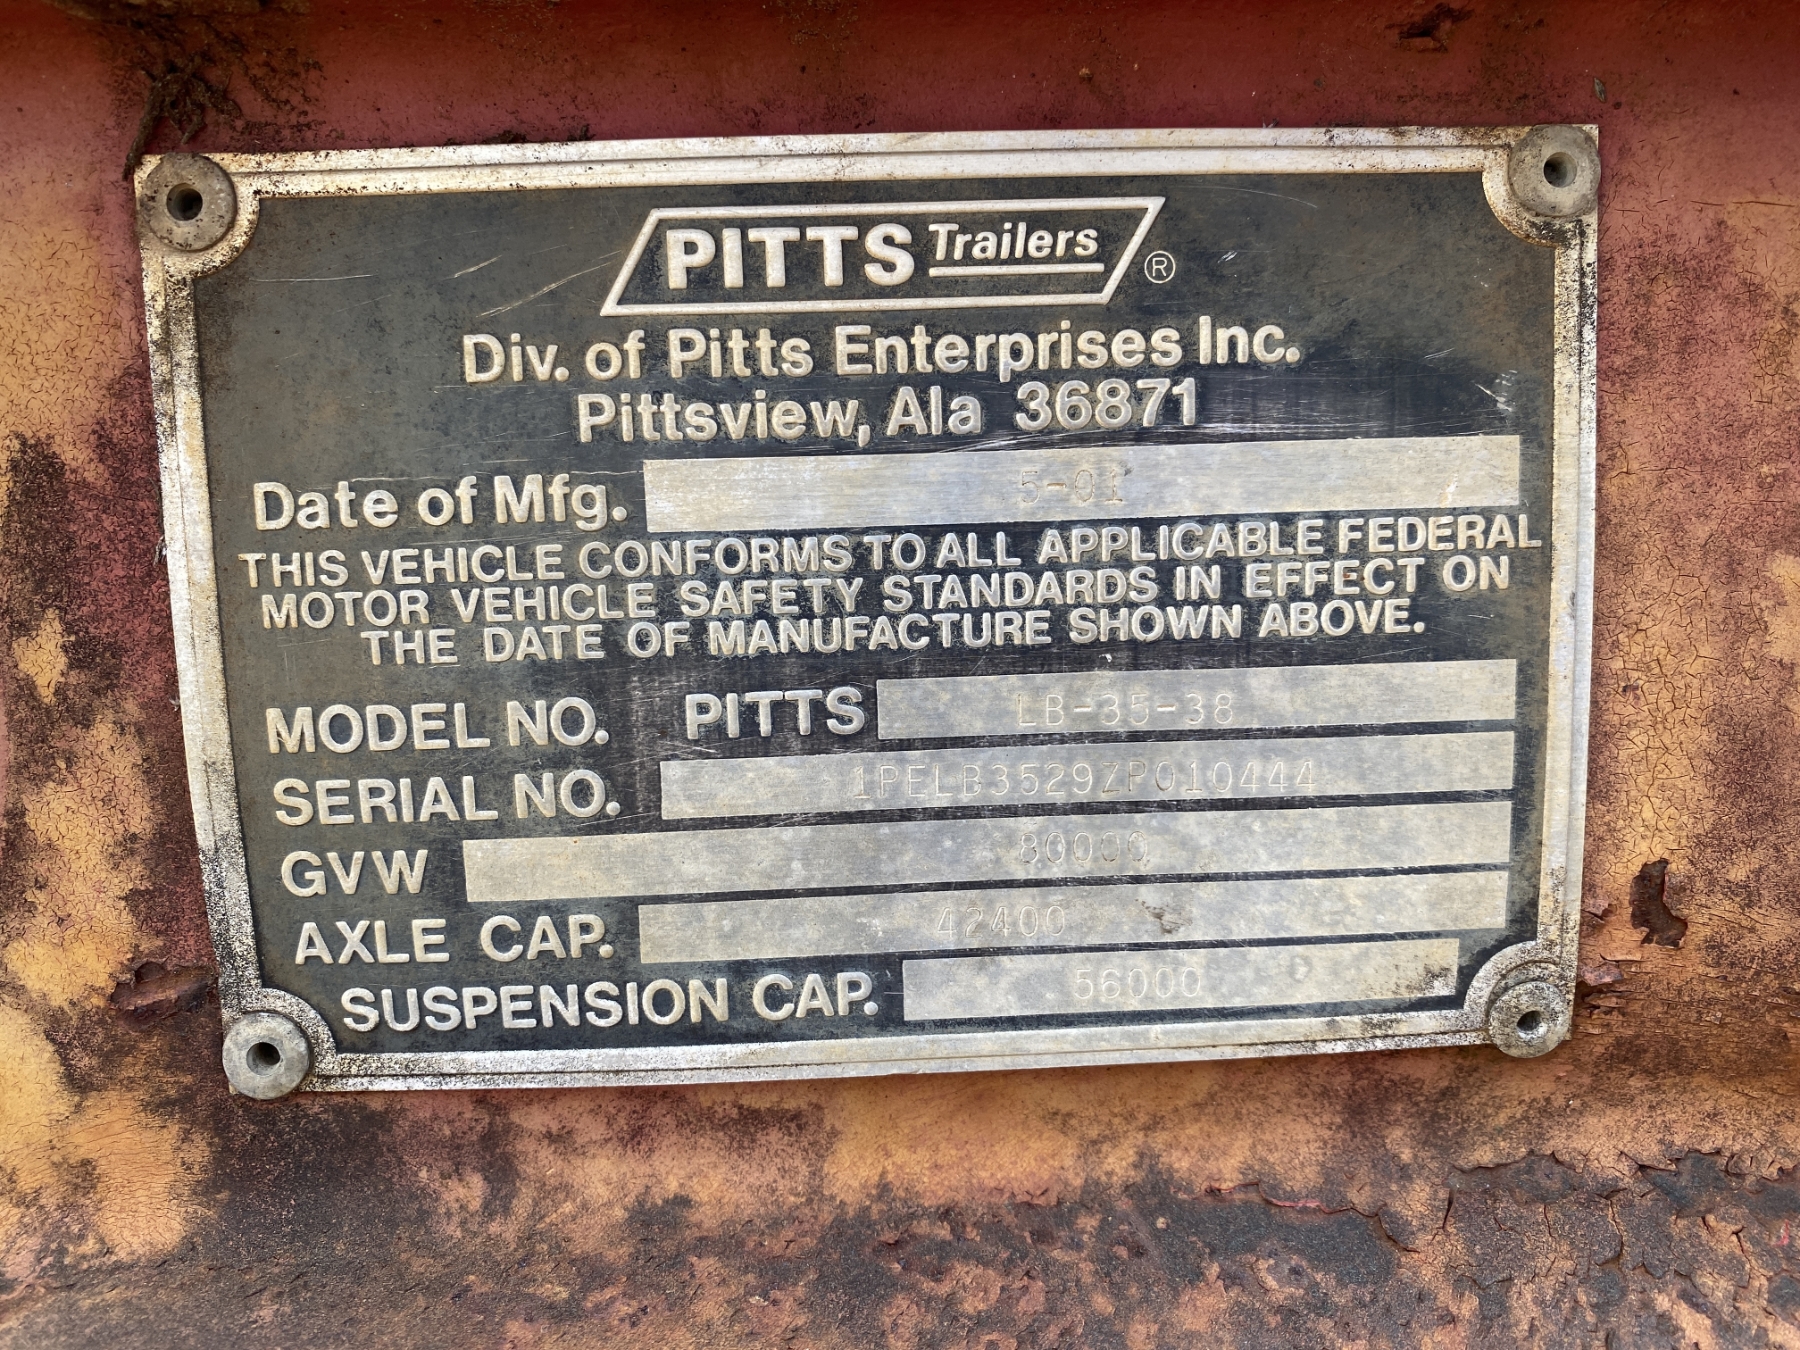 PITTS Trailers ®
Div. of Pitts Enterprises Inc.
Pittsview, Ala 36871
Date of Mfg. 5-01
THIS VEHICLE CONFORMS TO ALL APPLICABLE FEDERAL
MOTOR VEHICLE SAFETY STANDARDS IN EFFECT ON
THE DATE OF MANUFACTURE SHOWN ABOVE.
MODEL NO. PITTS LB-35-38
SERIAL NO. 1PELB3529ZP010444
GVW 80000
AXLE CAP. 42400
SUSPENSION CAP. 56000